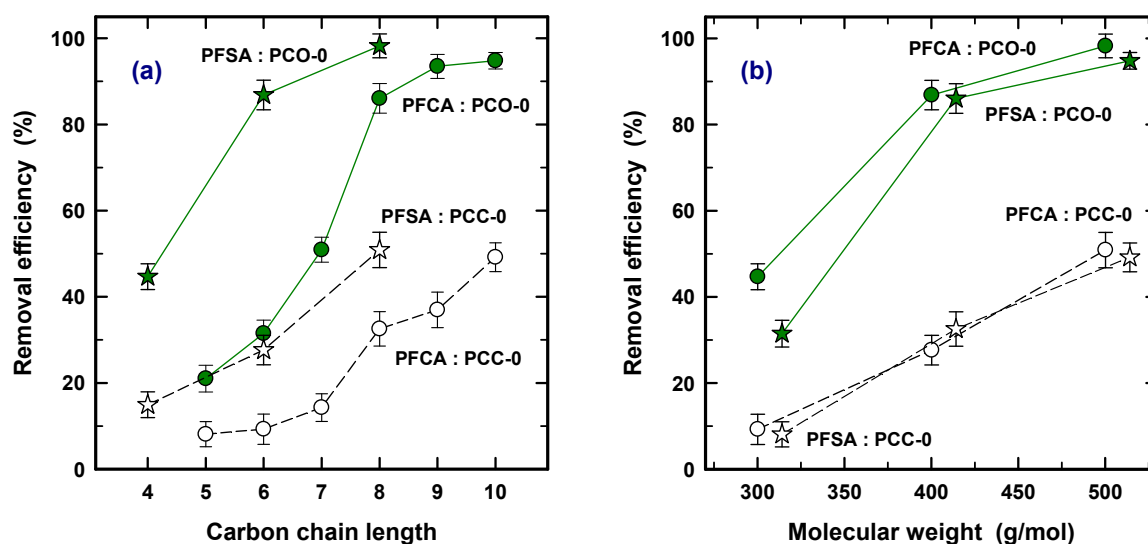 (a)
PFSA : PCO-0
PFCA : PCO-0
PFSA : PCC-0
PFCA : PCC-0
100
80
60
40
20
0
4 5 6 7 8 9 10
Removal efficiency (%)
Carbon chain length
(b)
PFCA : PCO-0
PFSA : PCO-0
PFCA : PCC-0
PFSA : PCC-0
100
80
60
40
20
0
300 350 400 450 500
Removal efficiency (%)
Molecular weight (g/mol)